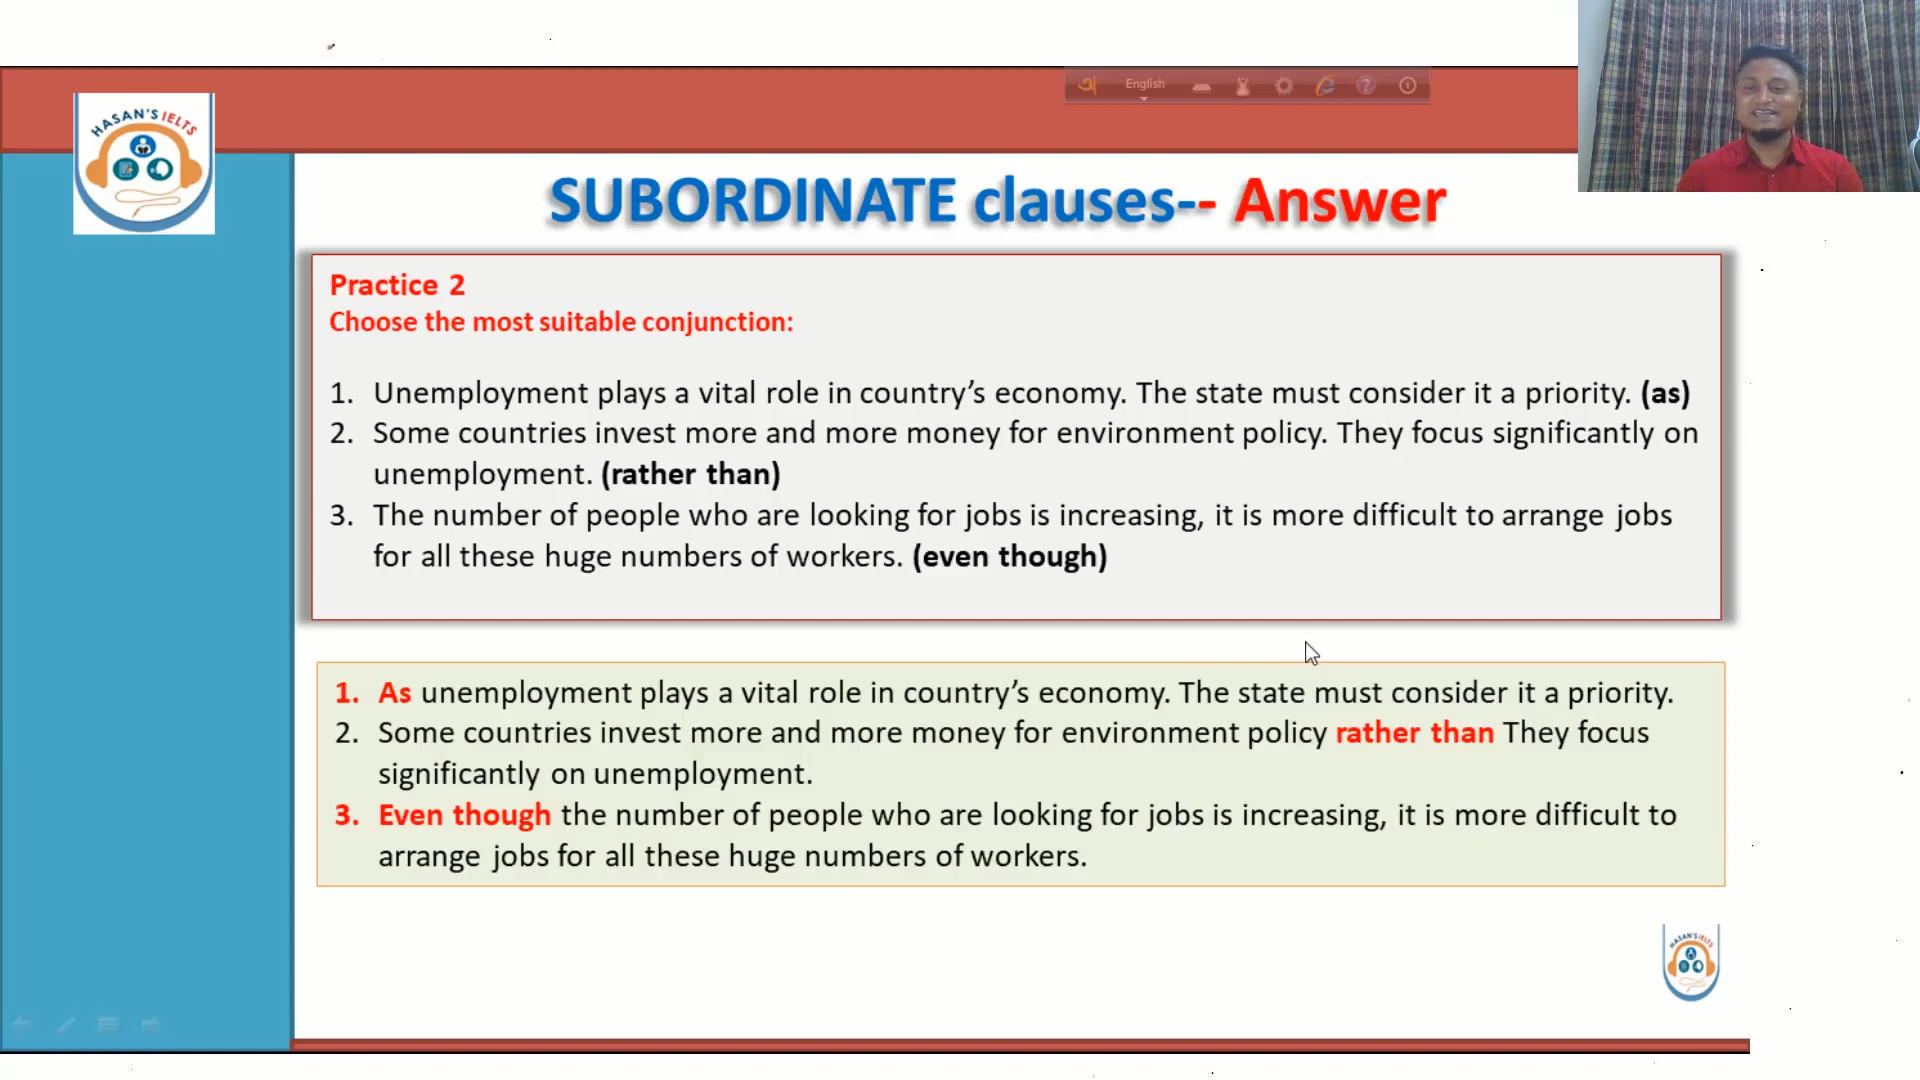 English
HASAN'S IELTS
SUBORDINATE clauses-- Answer
Practice 2
Choose the most suitable conjunction:
1. Unemployment plays a vital role in country’s economy. The state must consider it a priority. (as)
2. Some countries invest more and more money for environment policy. They focus significantly on
unemployment. (rather than)
3. The number of people who are looking for jobs is increasing, it is more difficult to arrange jobs
for all these huge numbers of workers. (even though)
1. As unemployment plays a vital role in country’s economy. The state must consider it a priority.
2. Some countries invest more and more money for environment policy rather than They focus
significantly on unemployment.
3. Even though the number of people who are looking for jobs is increasing, it is more difficult to
arrange jobs for all these huge numbers of workers.
HASAN'S IELTS